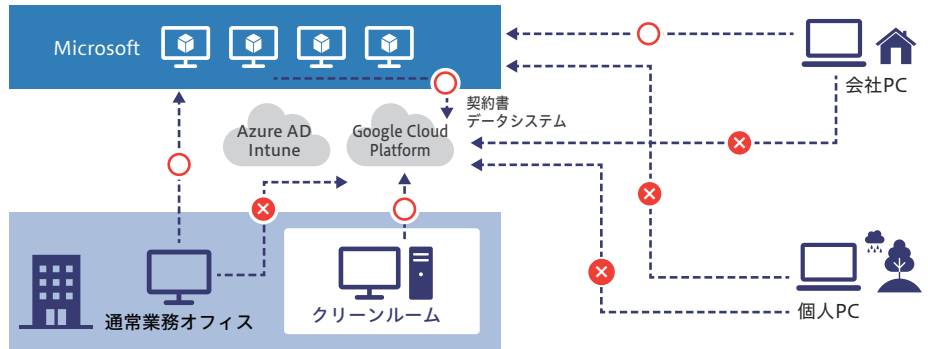 Microsoft
会社PC
契約書
データシステム
Azure AD
Intune
Google Cloud
Platform
個人PC
通常業務オフィス
クリーンルーム